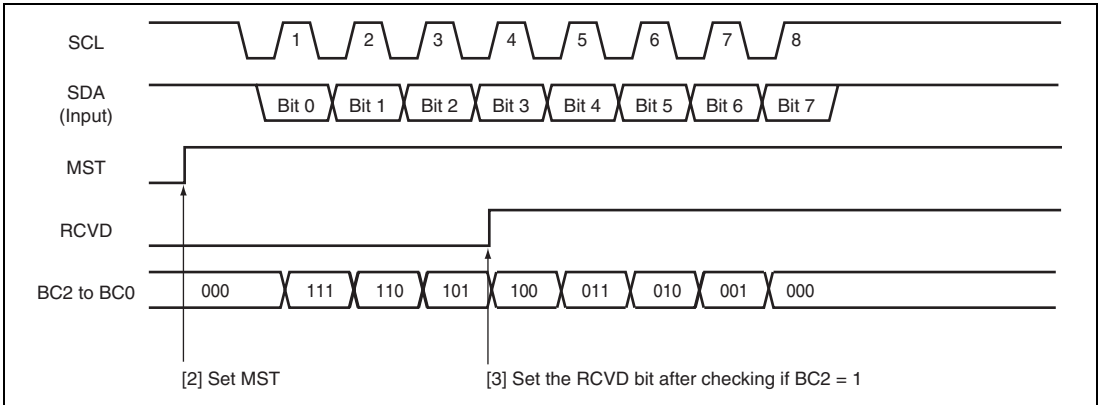 SCL 1 2 3 4 5 6 7 8
SDA
(Input)
Bit 0 Bit 1 Bit 2 Bit 3 Bit 4 Bit 5 Bit 6 Bit 7
MST
RCVD
BC2 to BC0 000 111 110 101 100 011 010 001 000
[2] Set MST [3] Set the RCVD bit after checking if BC2 = 1